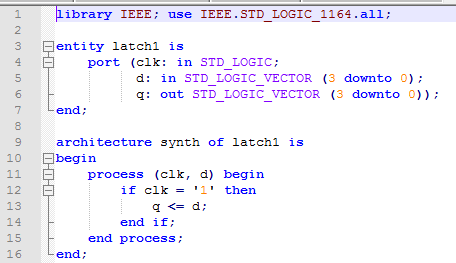 1 library IEEE; use IEEE.STD_LOGIC_1164.all;
2
3 entity latch1 is
4 port (clk: in STD_LOGIC;
5 d: in STD_LOGIC_VECTOR (3 downto 0);
6 q: out STD_LOGIC_VECTOR (3 downto 0));
7 end;
8
9 architecture synth of latch1 is
10 begin
11 process (clk, d) begin
12 if clk = '1' then
13 q <= d;
14 end if;
15 end process;
16 end;